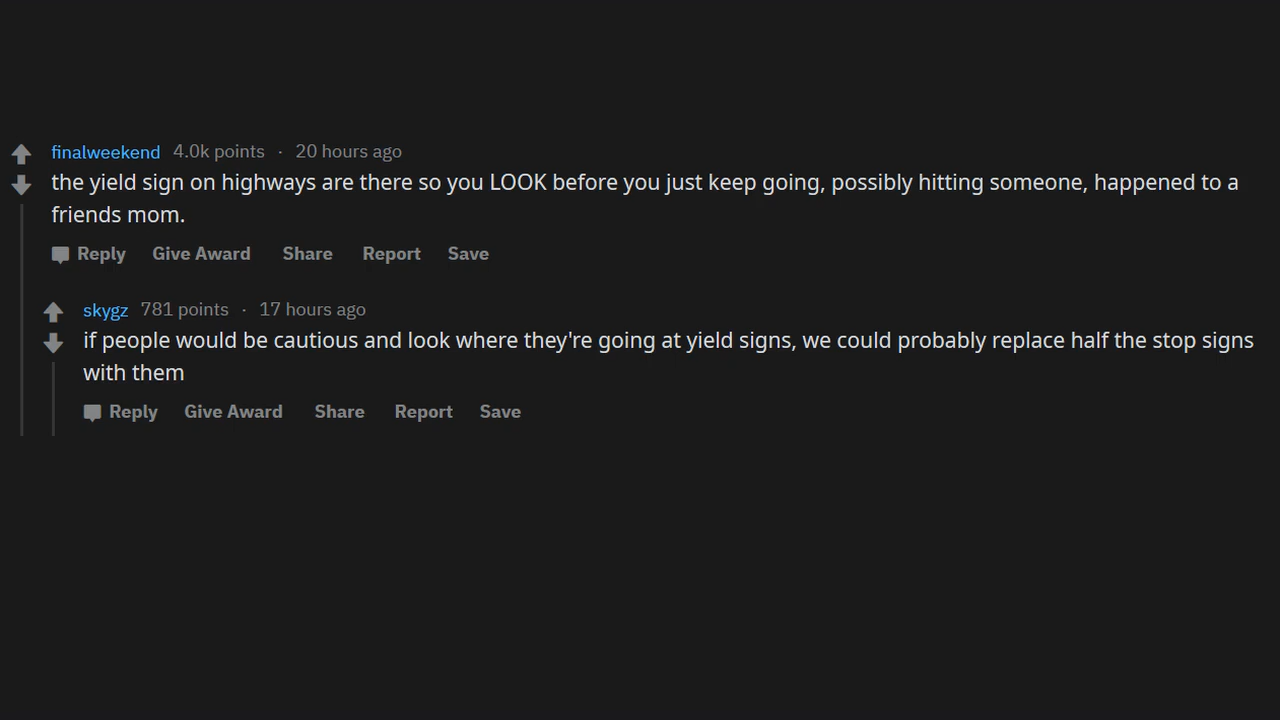 finalweekend 4.0k points · 20 hours ago
the yield sign on highways are there so you LOOK before you just keep going, possibly hitting someone, happened to a
friends mom.
Reply Give Award Share Report Save
skygz 781 points · 17 hours ago
if people would be cautious and look where they're going at yield signs, we could probably replace half the stop signs
with them
Reply Give Award Share Report Save